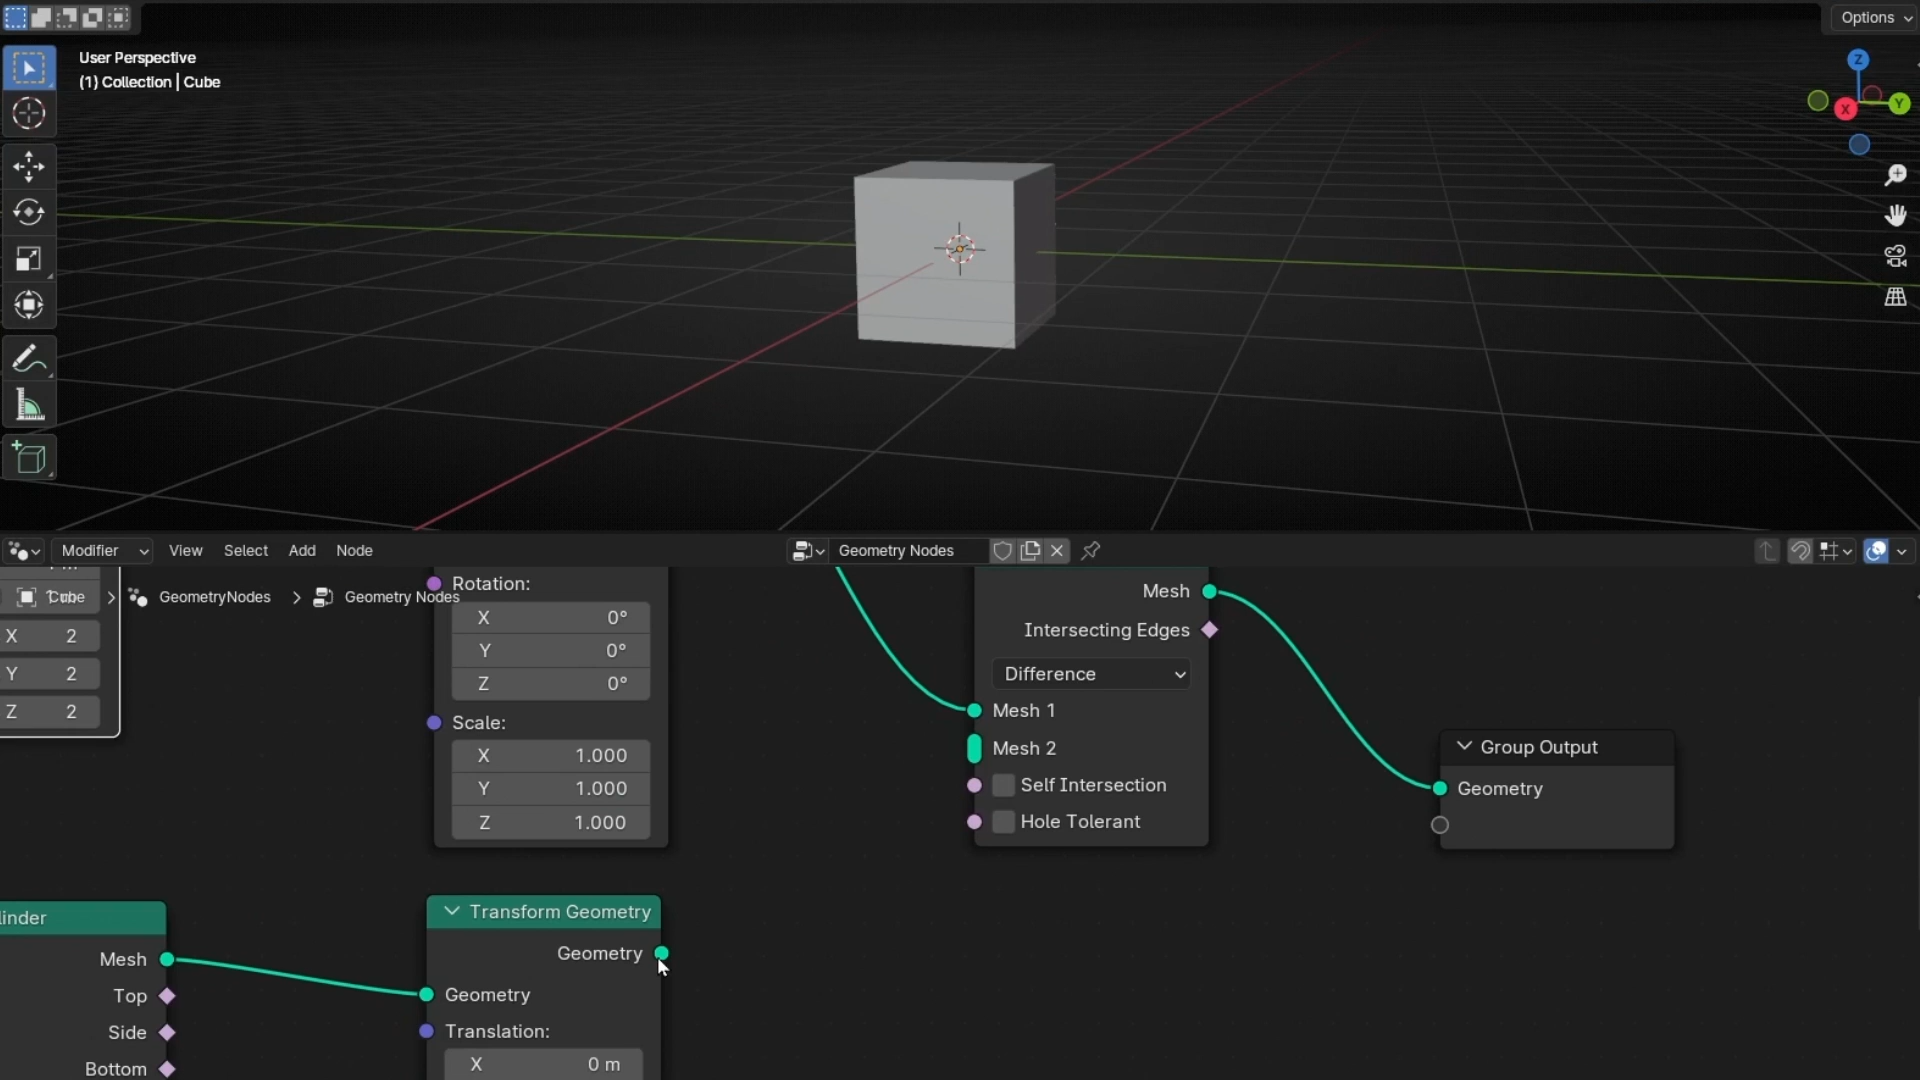 Options
User Perspective
(1) Collection | Cube
Z
X
Y
Modifier
View
Select
Add
Node
Geometry Nodes
Cube
GeometryNodes
Geometry Nodes
X 2
Y 2
Z 2
Rotation:
X 0°
Y 0°
Z 0°
Scale:
X 1.000
Y 1.000
Z 1.000
Mesh
Intersecting Edges
Difference
Mesh 1
Mesh 2
Self Intersection
Hole Tolerant
Group Output
Geometry
linder
Mesh
Top
Side
Bottom
Transform Geometry
Geometry
Geometry
Translation:
X 0 m